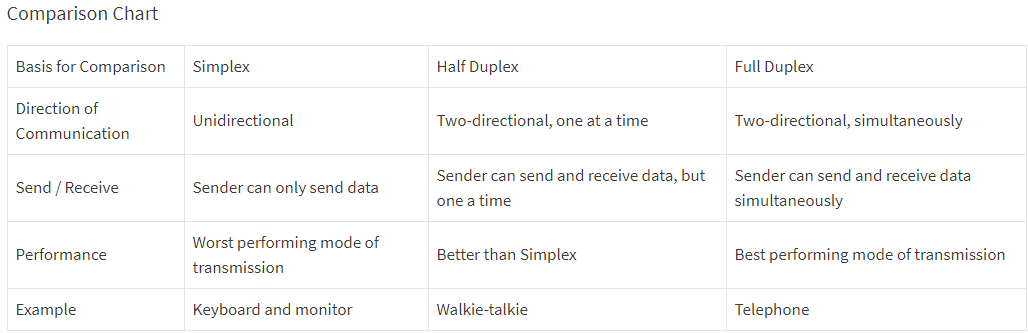 Comparison Chart
Basis for Comparison
Simplex
Half Duplex
Full Duplex
Direction of
Communication
Unidirectional
Two-directional, one at a time
Two-directional, simultaneously
Send / Receive
Sender can only send data
Sender can send and receive data, but
one a time
Sender can send and receive data
simultaneously
Performance
Worst performing mode of
transmission
Better than Simplex
Best performing mode of transmission
Example
Keyboard and monitor
Walkie-talkie
Telephone